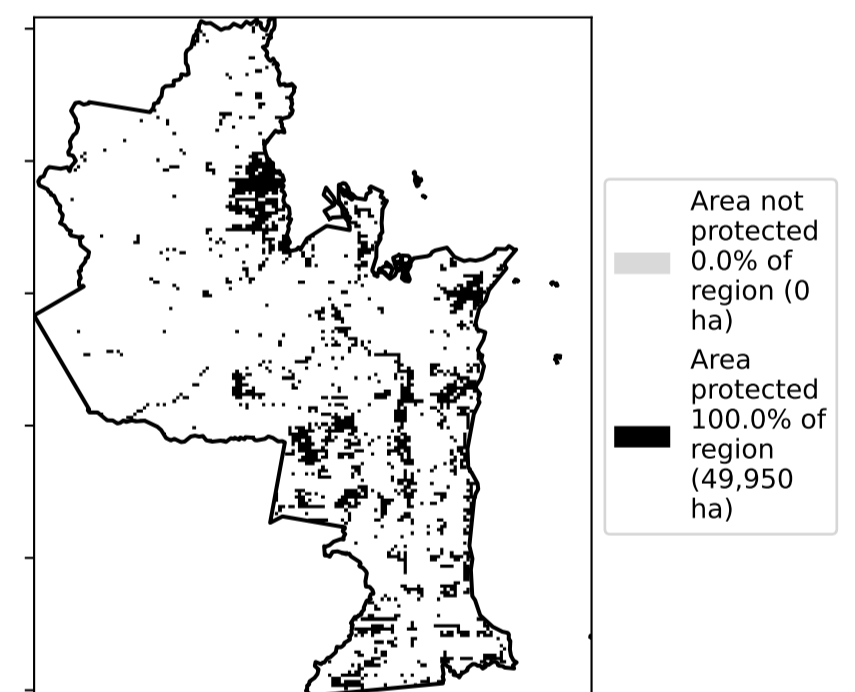 Area not
protected
0.0% of
region (0
ha)
Area
protected
100.0% of
region
(49,950
ha)